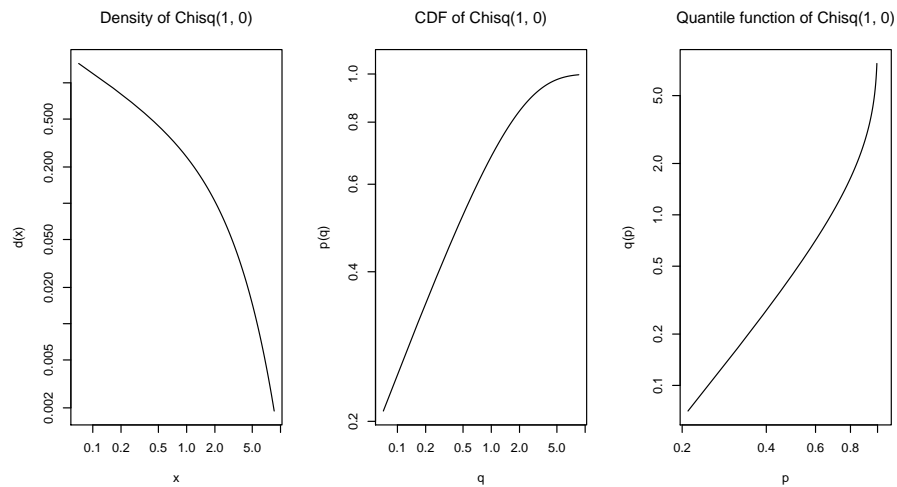 Density of Chisq(1, 0)
d(x)
0.500
0.200
0.050
0.020
0.005
0.002
0.1 0.2 0.5 1.0 2.0 5.0
x
CDF of Chisq(1, 0)
p(q)
1.0
0.8
0.6
0.4
0.2
0.1 0.2 0.5 1.0 2.0 5.0
q
Quantile function of Chisq(1, 0)
q(p)
5.0
2.0
1.0
0.5
0.2
0.1
0.2 0.4 0.6 0.8
p